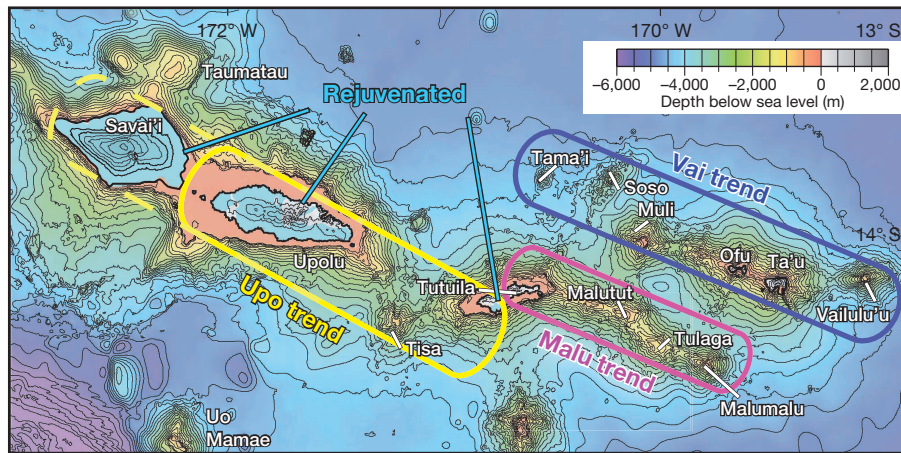 172° W
170° W
13° S
Taumatau
–6,000 –4,000 –2,000 0 2,000
Depth below sea level (m)
Rejuvenated
Savai'i
Tama'i
Soso
Vai trend
Muli
14° S
Ofu
Ta'u
Upolu
Upo trend
Tutuila
Malutut
Vailulu'u
Tisa
Malu trend
Tulaga
Malumalu
Uo
Mamae